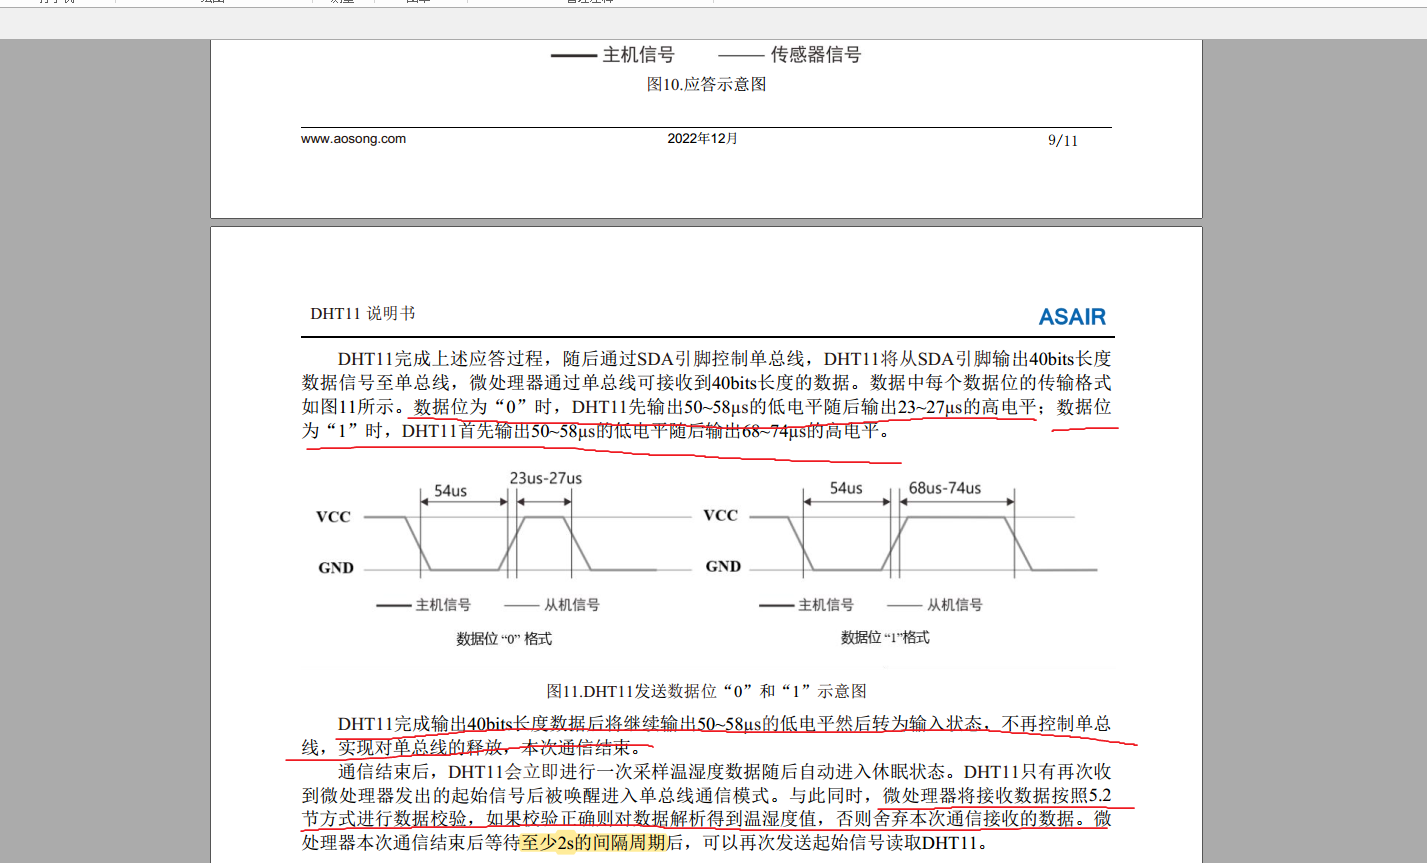 主机信号 传感器信号
图10.应答示意图
www.aosong.com 2022年12月 9/11
DHT11 说明书 ASAIR
DHT11完成上述应答过程，随后通过SDA引脚控制单总线，DHT11将从SDA引脚输出40bits长度
数据信号至单总线，微处理器通过单总线可接收到40bits长度的数据。数据中每个数据位的传输格式
如图11所示。数据位为“0”时，DHT11先输出50~58μs的低电平随后输出23~27μs的高电平；数据位
为“1”时，DHT11首先输出50~58μs的低电平随后输出68~74μs的高电平。
54us 23us-27us 54us 68us-74us
VCC VCC
GND GND
主机信号 从机信号 主机信号 从机信号
数据位“0” 格式 数据位“1”格式
图11.DHT11发送数据位“0”和“1”示意图
DHT11完成输出40bits长度数据后将继续输出50~58μs的低电平然后转为输入状态，不再控制单总
线，实现对单总线的释放，本次通信结束。
通信结束后，DHT11会立即进行一次采样温湿度数据随后自动进入休眠状态。DHT11只有再次收
到微处理器发出的起始信号后被唤醒进入单总线通信模式。与此同时，微处理器将接收数据按照5.2
节方式进行数据校验，如果校验正确则对数据解析得到温湿度值，否则舍弃本次通信接收的数据。微
处理器本次通信结束后等待至少2s的间隔周期后，可以再次发送起始信号读取DHT11。